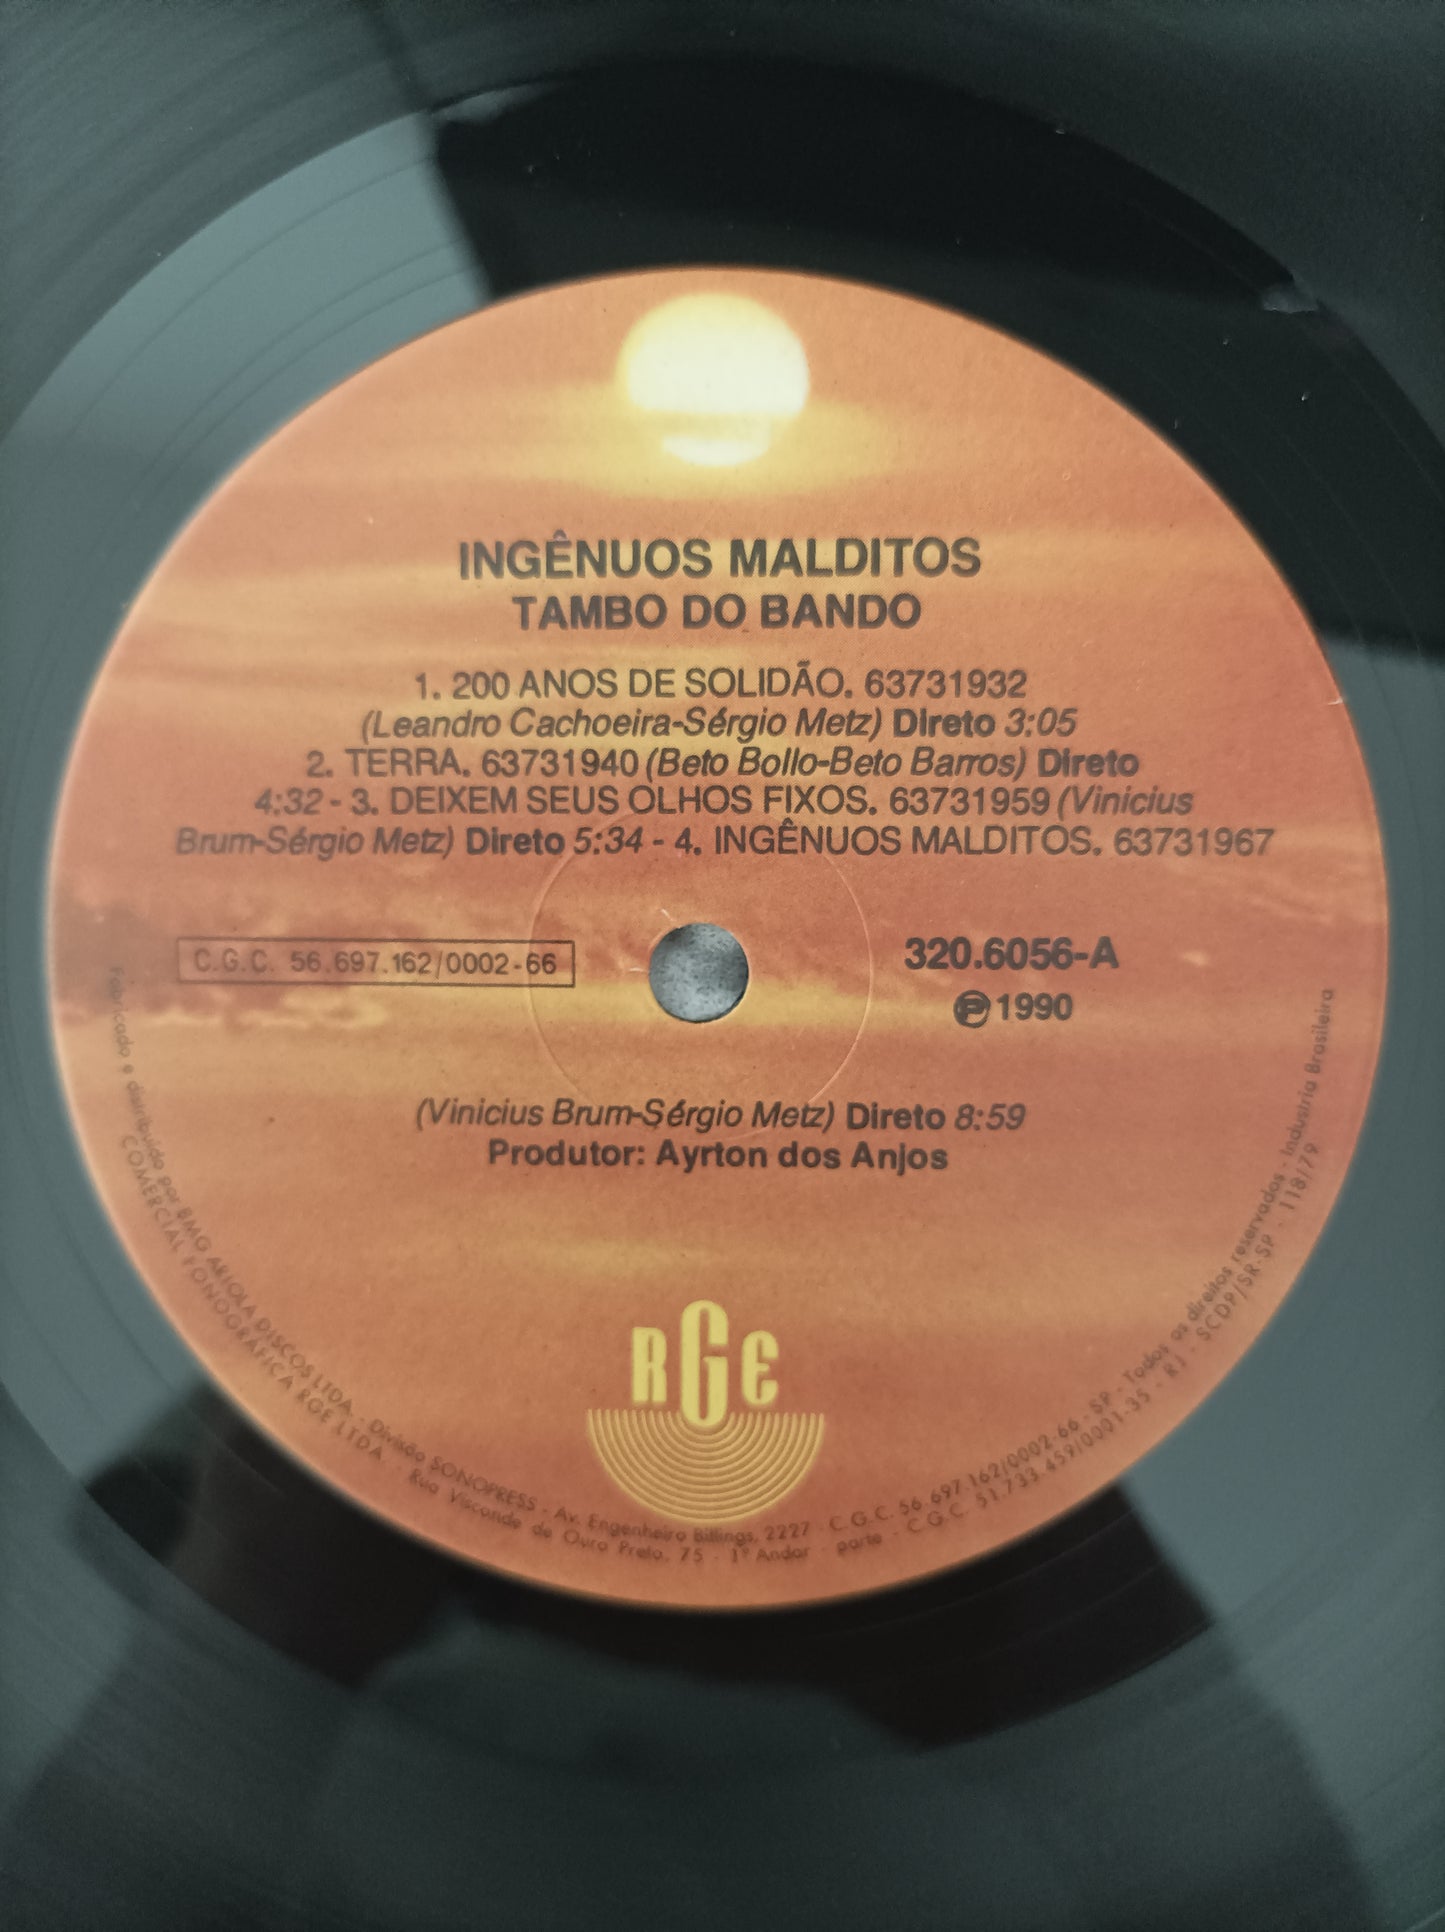 INGÊNUOS MALDITOS
TAMBO DO BANDO
1. 200 ANOS DE SOLIDÃO. 63731932
(Leandro Cachoeira-Sérgio Metz) Direto 3:05
2. TERRA. 63731940 (Beto Bollo-Beto Barros) Direto
4:32 - 3. DEIXEM SEUS OLHOS FIXOS. 63731959 (Vinicius
Brum-Sérgio Metz) Direto 5:34 - 4. INGÊNUOS MALDITOS. 63731967
C.G.C. 56.697.162/0002-66
320.6056-A
℗ 1990
(Vinicius Brum-Sérgio Metz) Direto 8:59
Produtor: Ayrton dos Anjos
RGE
Fabricado e distribuido por BMG ARIOLA DISCOS LTDA. - Divisão SONOPRESS - Av. Engenheiro Billings, 2227 - C.G.C. 56.697.162/0002-66 - SP - Todos os direitos reservados - Industria Brasileira
COMERCIAL FONOGRAFICA RGE LTDA. - Rua Visconde de Ouro Preto, 75 - 1º Andar - parte - C.G.C. 51.733.459/0001-35 - RJ - SCDP/SR-SP - 118/79